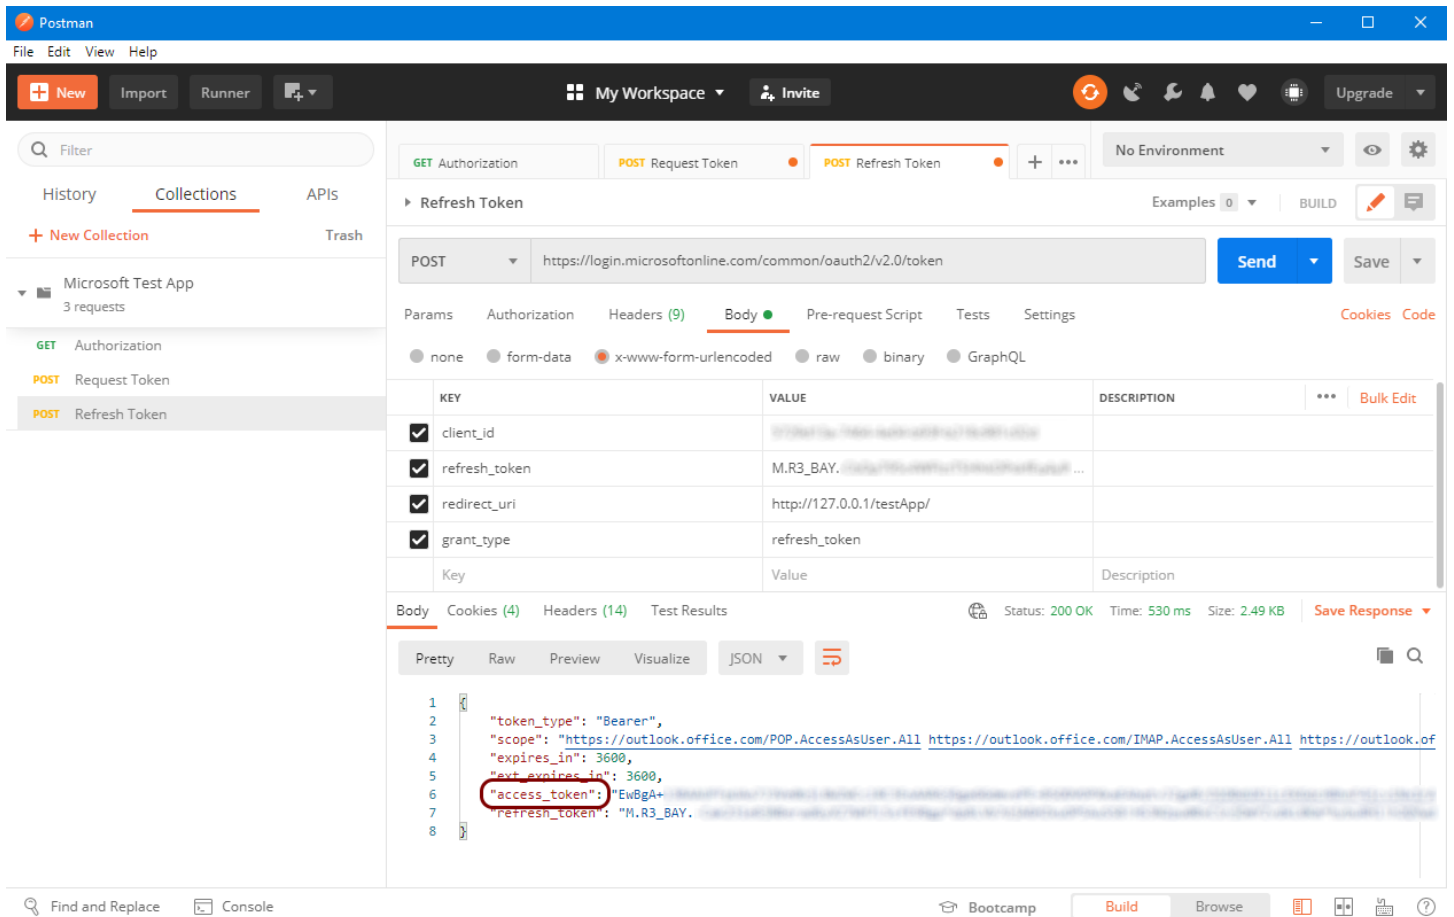 Postman
File Edit View Help
New Import Runner My Workspace Invite Upgrade
Filter
History Collections APIs
New Collection Trash
Microsoft Test App
3 requests
GET Authorization
POST Request Token
POST Refresh Token
GET Authorization POST Request Token POST Refresh Token No Environment
Refresh Token Examples 0 BUILD
POST https://login.microsoftonline.com/common/oauth2/v2.0/token Send Save
Params Authorization Headers (9) Body Pre-request Script Tests Settings Cookies Code
none form-data x-www-form-urlencoded raw binary GraphQL
KEY VALUE DESCRIPTION Bulk Edit
client_id
refresh_token M.R3_BAY. ...
redirect_uri http://127.0.0.1/testApp/
grant_type refresh_token
Key Value Description
Body Cookies (4) Headers (14) Test Results Status: 200 OK Time: 530 ms Size: 2.49 KB Save Response
Pretty Raw Preview Visualize JSON
1 {
2 "token_type": "Bearer",
3 "scope": "https://outlook.office.com/POP.AccessAsUser.All https://outlook.office.com/IMAP.AccessAsUser.All https://outlook.of
4 "expires_in": 3600,
5 "ext_expires_in": 3600,
6 "access_token": "EwBgA+
7 "refresh_token": "M.R3_BAY.
8 }
Find and Replace Console Bootcamp Build Browse